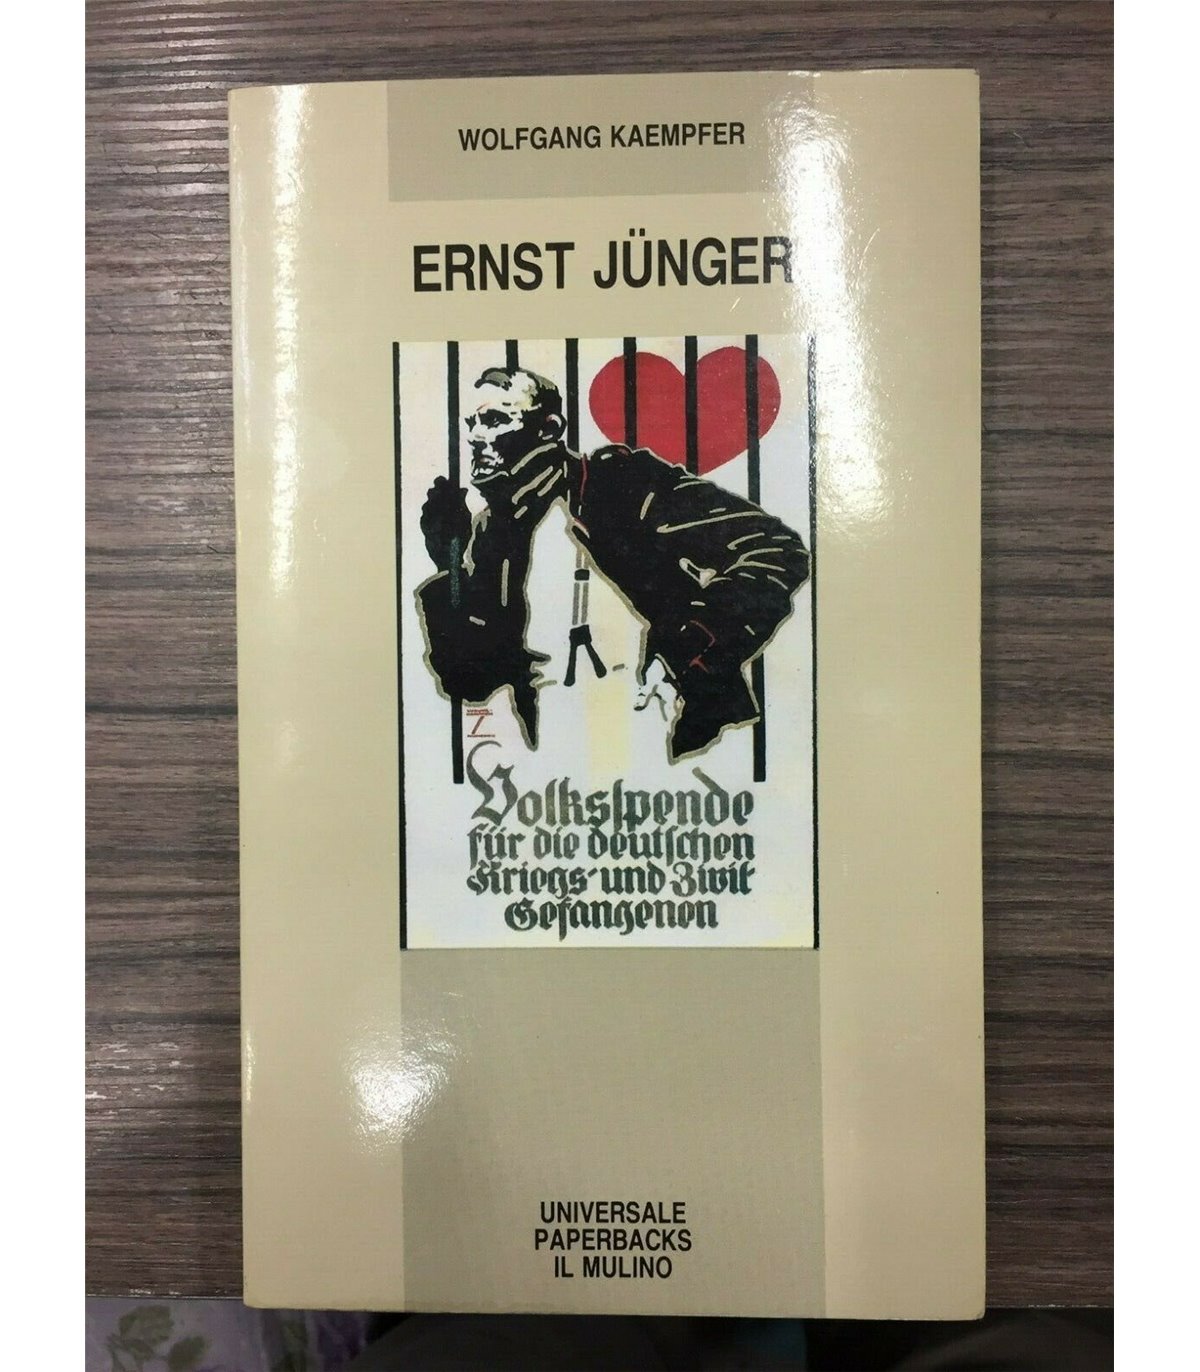 WOLFGANG KAEMPFER
ERNST JÜNGER
Volksspende
für die deutschen
Kriegs- und Zivil-
Gefangenen
UNIVERSALE
PAPERBACKS
IL MULINO